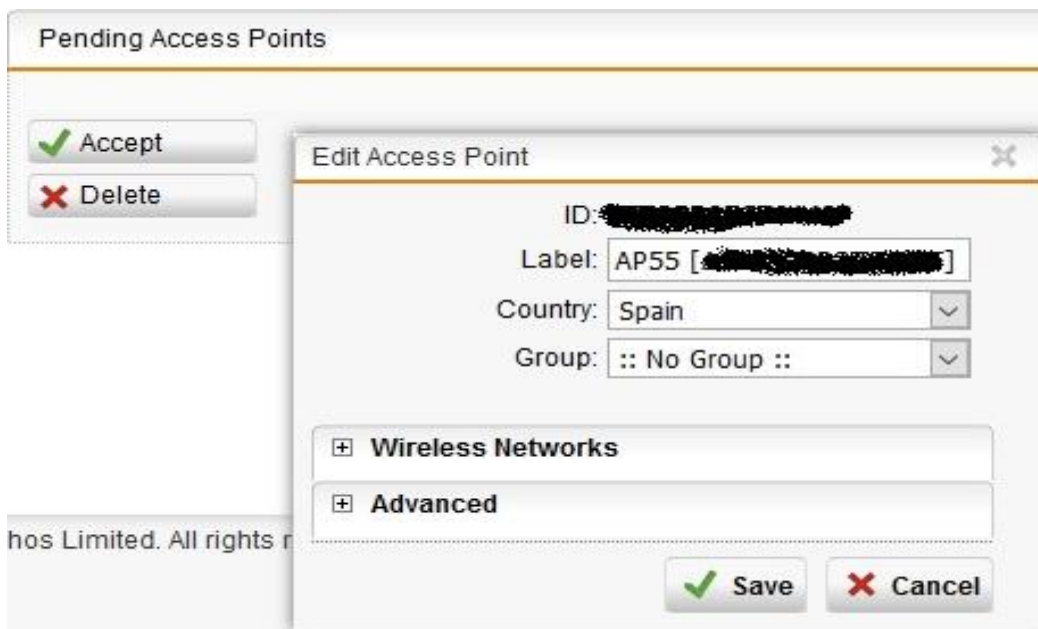 Pending Access Points
Accept
Delete
Edit Access Point
ID:
Label: AP55 [ ]
Country: Spain
Group: :: No Group ::
Wireless Networks
Advanced
hos Limited. All rights r
Save Cancel